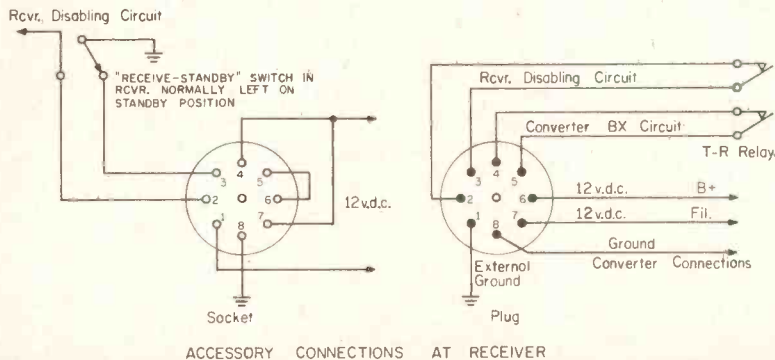 Rcvr. Disabling Circuit
"RECEIVE-STANDBY" SWITCH IN
RCVR. NORMALLY LEFT ON
STANDBY POSITION
4
3
5
2
6
1
7
8
12v.d.c.
Socket
Rcvr. Disabling Circuit
Converter BX Circuit
T-R Relay
4
3
5
2
6
1
7
8
12 v.d.c.
B+
12 v.d.c.
Fil.
Ground
Converter Connections
External
Ground
Plug
ACCESSORY CONNECTIONS AT RECEIVER